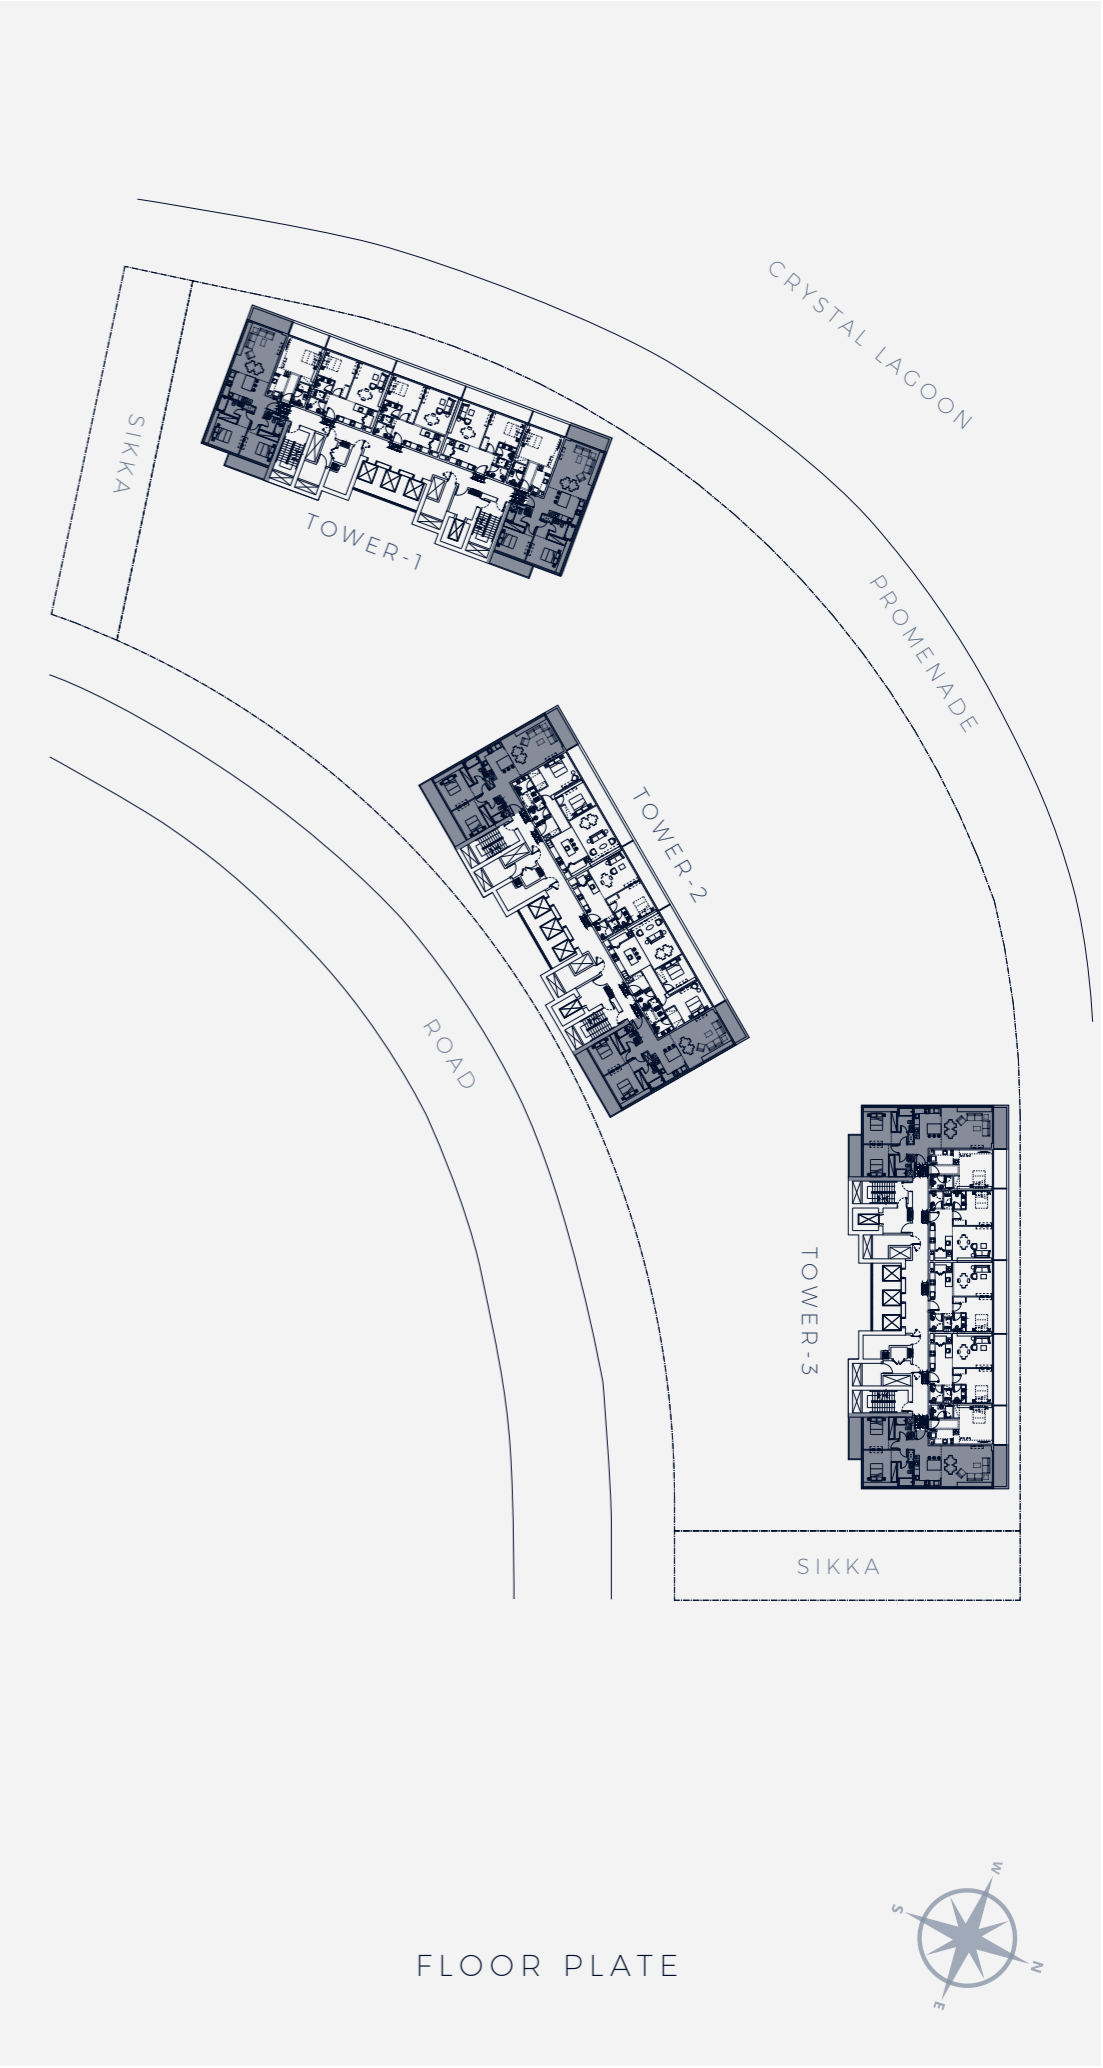 CRYSTAL LAGOON
SIKKA
TOWER-1
PROMENADE
TOWER-2
ROAD
TOWER-3
SIKKA
W
S
N
E
FLOOR PLATE